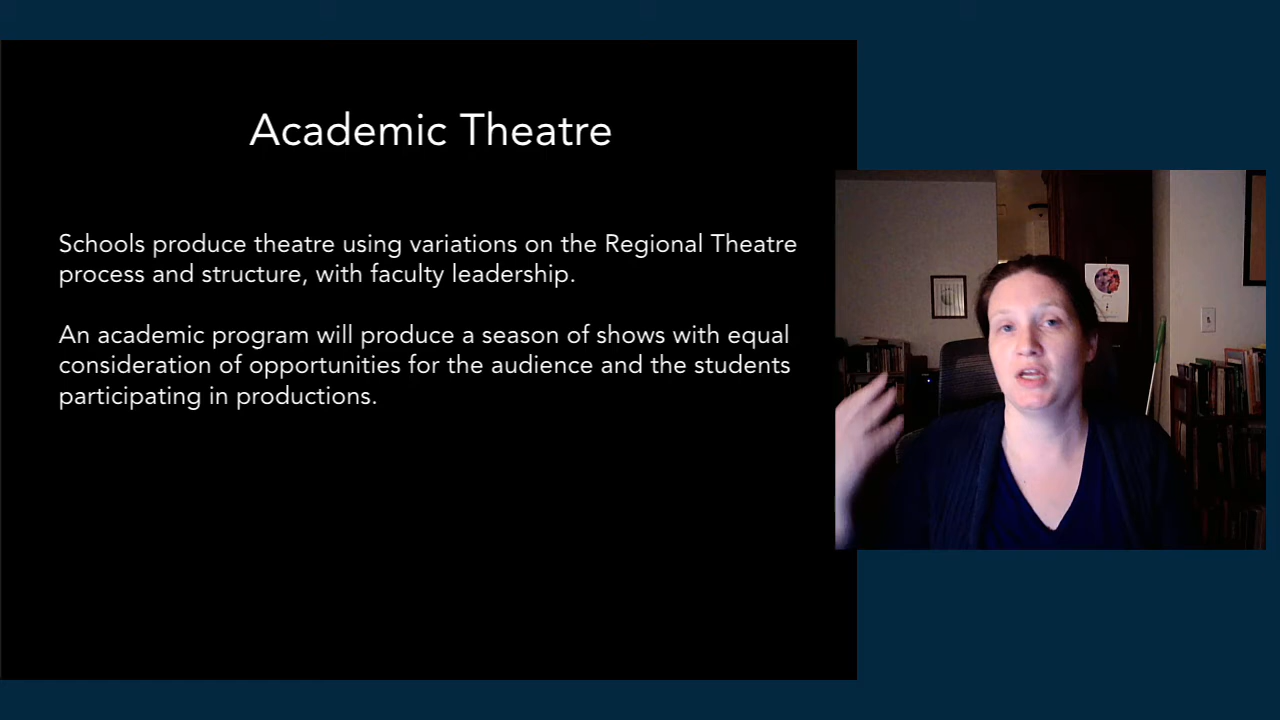 Academic Theatre
Schools produce theatre using variations on the Regional Theatre
process and structure, with faculty leadership.
An academic program will produce a season of shows with equal
consideration of opportunities for the audience and the students
participating in productions.